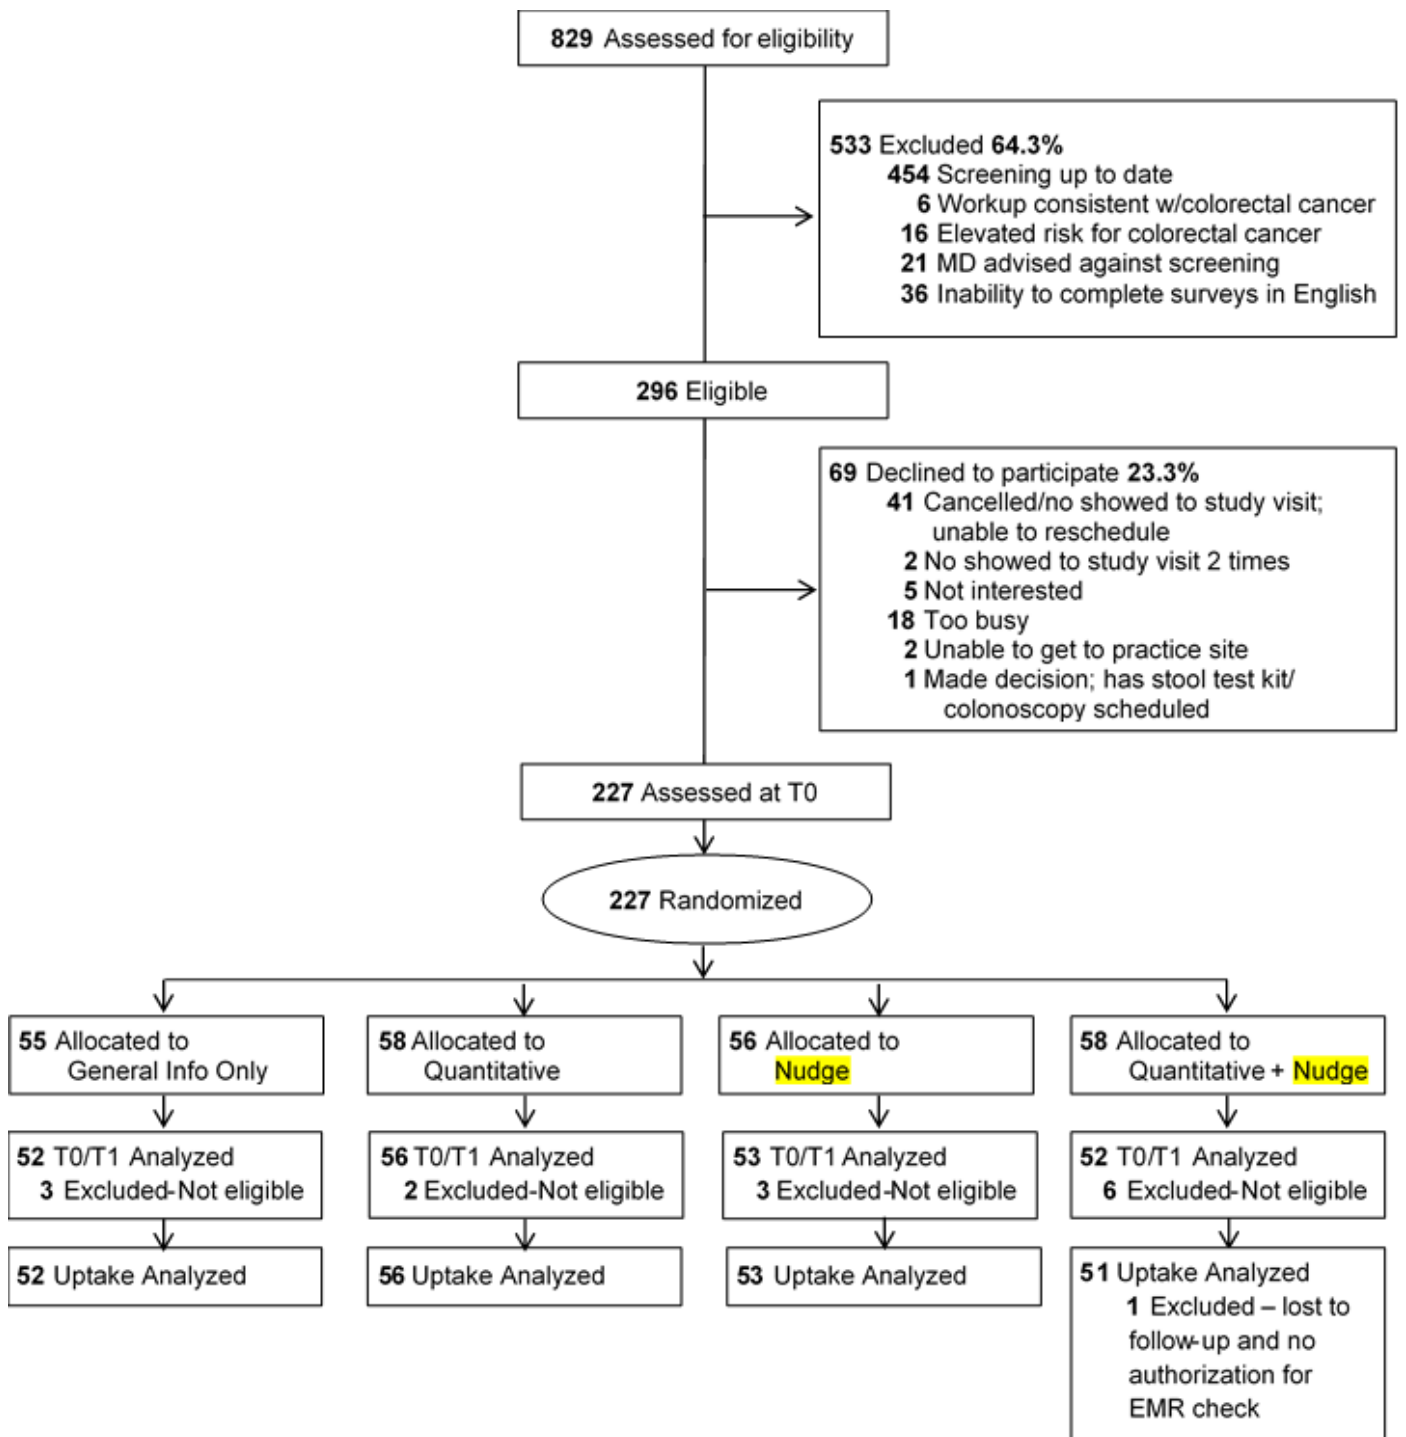 829 Assessed for eligibility
533 Excluded 64.3%
454 Screening up to date
6 Workup consistent w/colorectal cancer
16 Elevated risk for colorectal cancer
21 MD advised against screening
36 Inability to complete surveys in English
296 Eligible
69 Declined to participate 23.3%
41 Cancelled/no showed to study visit;
unable to reschedule
2 No showed to study visit 2 times
5 Not interested
18 Too busy
2 Unable to get to practice site
1 Made decision; has stool test kit/
colonoscopy scheduled
227 Assessed at T0
227 Randomized
55 Allocated to
General Info Only
58 Allocated to
Quantitative
56 Allocated to
Nudge
58 Allocated to
Quantitative + Nudge
52 T0/T1 Analyzed
3 Excluded-Not eligible
56 T0/T1 Analyzed
2 Excluded-Not eligible
53 T0/T1 Analyzed
3 Excluded-Not eligible
52 T0/T1 Analyzed
6 Excluded-Not eligible
52 Uptake Analyzed
56 Uptake Analyzed
53 Uptake Analyzed
51 Uptake Analyzed
1 Excluded – lost to
follow-up and no
authorization for
EMR check